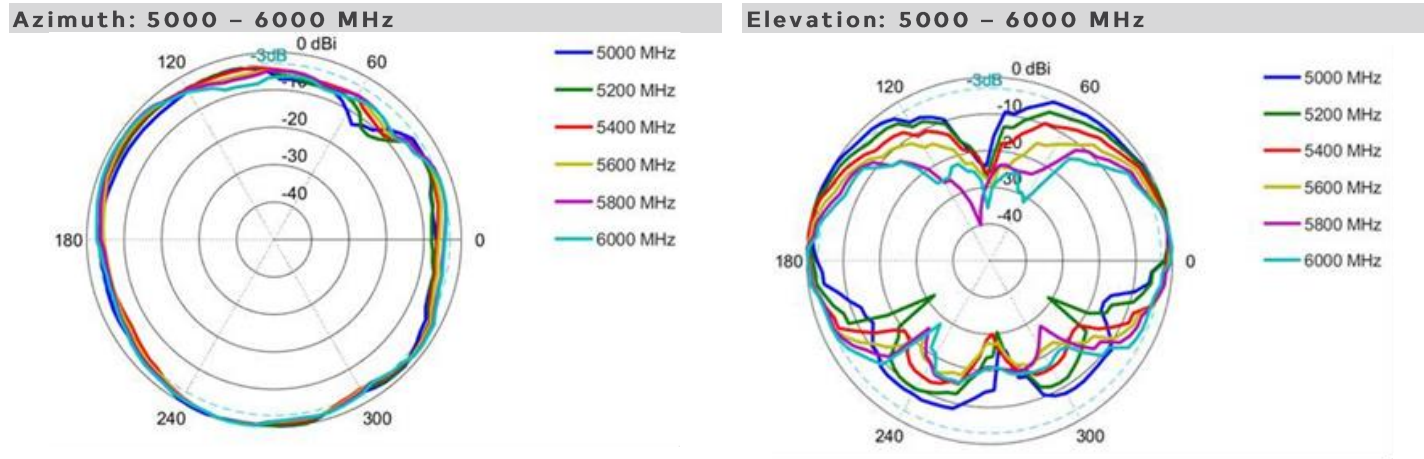 Azimuth: 5000 – 6000 MHz
0 dBi
-3dB
120
60
-10
-20
-30
-40
180
0
240
300
5000 MHz
5200 MHz
5400 MHz
5600 MHz
5800 MHz
6000 MHz
Elevation: 5000 – 6000 MHz
0 dBi
-3dB
120
60
-10
-20
-30
-40
180
0
240
300
5000 MHz
5200 MHz
5400 MHz
5600 MHz
5800 MHz
6000 MHz